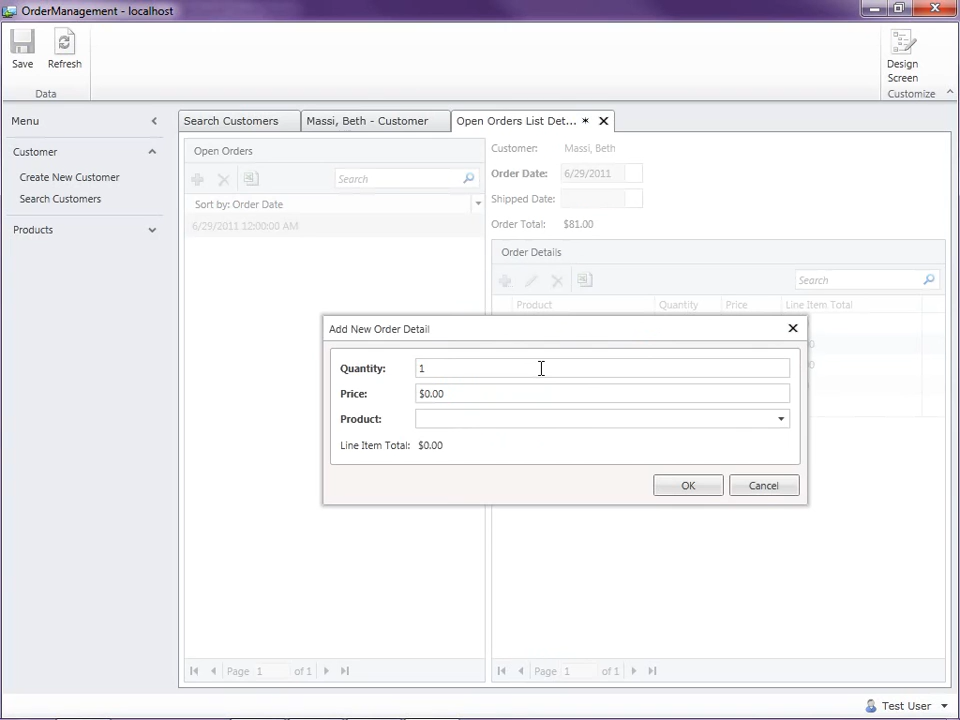 OrderManagement - localhost
Save
Refresh
Design Screen
Data
Customize
Menu
Search Customers
Massi, Beth - Customer
Open Orders List Det... *
Customer
Create New Customer
Search Customers
Products
Open Orders
Search
Sort by: Order Date
6/29/2011 12:00:00 AM
Customer: Massi, Beth
Order Date: 6/29/2011
Shipped Date:
Order Total: $81.00
Order Details
Search
Product Quantity Price Line Item Total
Add New Order Detail
Quantity: 1
Price: $0.00
Product:
Line Item Total: $0.00
OK Cancel
Page 1 of 1
Page 1 of 1
Test User